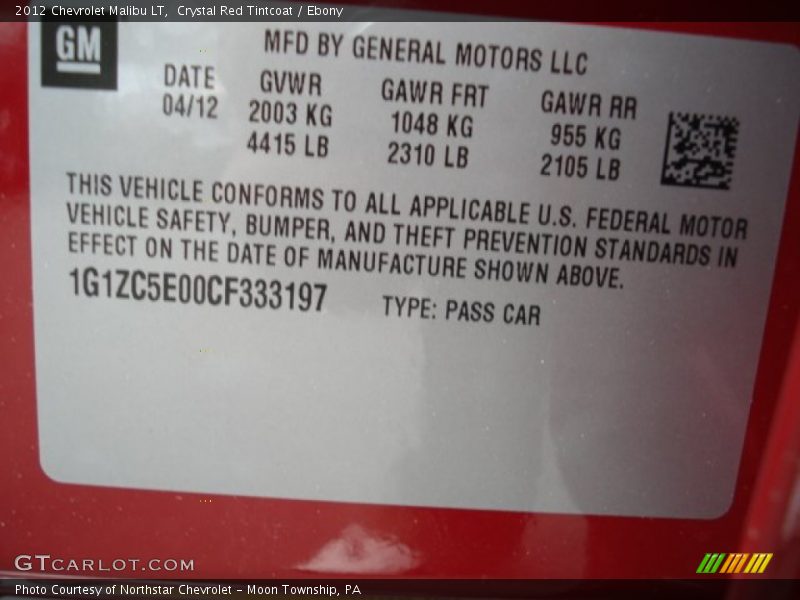 2012 Chevrolet Malibu LT, Crystal Red Tintcoat / Ebony
GM
MFD BY GENERAL MOTORS LLC
DATE GVWR GAWR FRT GAWR RR
04/12 2003 KG 1048 KG 955 KG
4415 LB 2310 LB 2105 LB
THIS VEHICLE CONFORMS TO ALL APPLICABLE U.S. FEDERAL MOTOR
VEHICLE SAFETY, BUMPER, AND THEFT PREVENTION STANDARDS IN
EFFECT ON THE DATE OF MANUFACTURE SHOWN ABOVE.
1G1ZC5E00CF333197 TYPE: PASS CAR
GTCARLOT.COM
Photo Courtesy of Northstar Chevrolet - Moon Township, PA